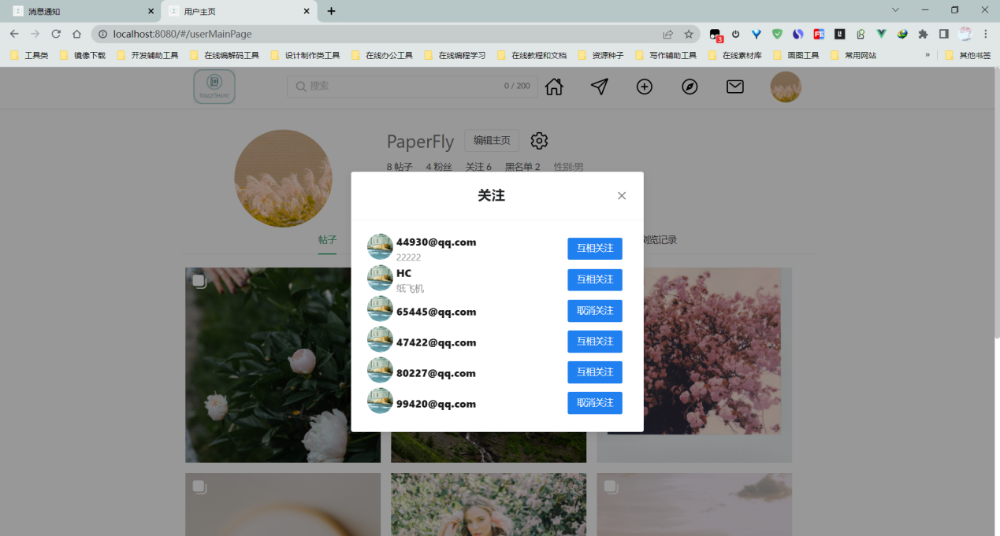 消息通知
用户主页
localhost:8080/#/userMainPage
3
工具类 镜像下载 开发辅助工具 在线编解码工具 设计制作类工具 在线办公工具 在线编程学习 在线教程和文档 资源种子 写作辅助工具 在线素材库 画图工具 常用网站 » 其他书签
ImageShare
搜索 0 / 200
PaperFly 编辑主页
8 帖子 4 粉丝 关注 6 黑名单 2 性别:男
关注
帖子
浏览记录
44930@qq.com 互相关注
22222
HC 互相关注
纸飞机
65445@qq.com 取消关注
47422@qq.com 互相关注
80227@qq.com 互相关注
99420@qq.com 取消关注